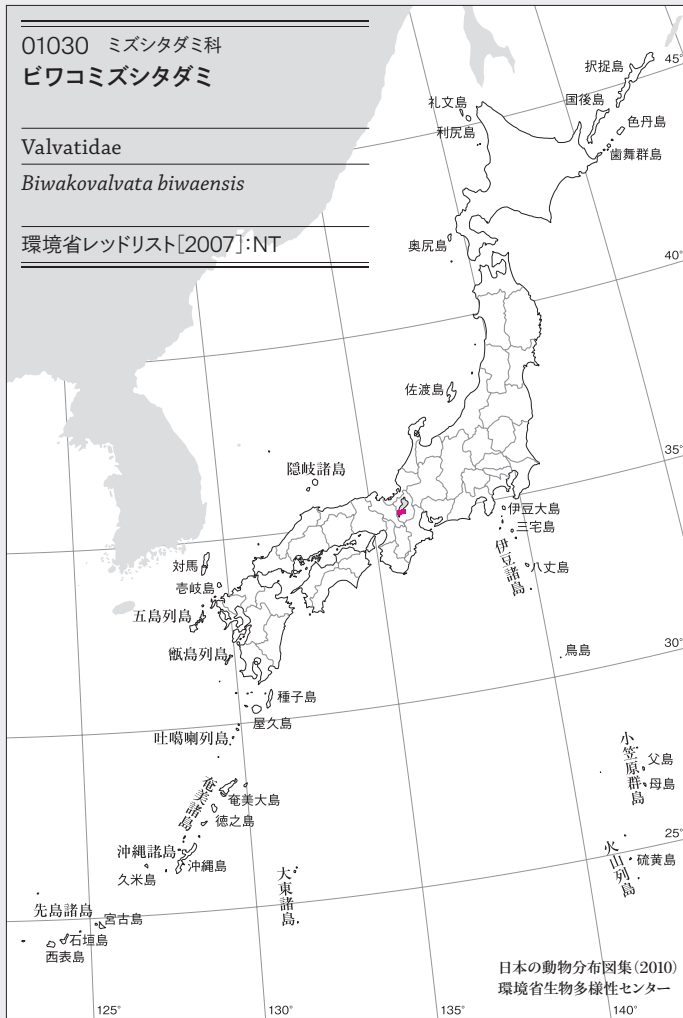 01030 ミズシタダミ科
ビワコミズシタダミ
Valvatidae
Biwakovalvata biwaensis
環境省レッドリスト[2007]:NT
択捉島
45°
礼文島
国後島
利尻島
色丹島
歯舞群島
奥尻島
40°
佐渡島
35°
隠岐諸島
伊豆大島
三宅島
伊豆諸島
八丈島
対馬
壱岐島
五島列島
甑島列島
鳥島
30°
種子島
屋久島
吐噶喇列島
小笠原群島
父島
母島
奄美諸島
奄美大島
徳之島
25°
沖縄諸島
沖縄島
久米島
火山列島
硫黄島
大東諸島
先島諸島
宮古島
石垣島
西表島
日本の動物分布図集(2010)
環境省生物多様性センター
125°
130°
135°
140°